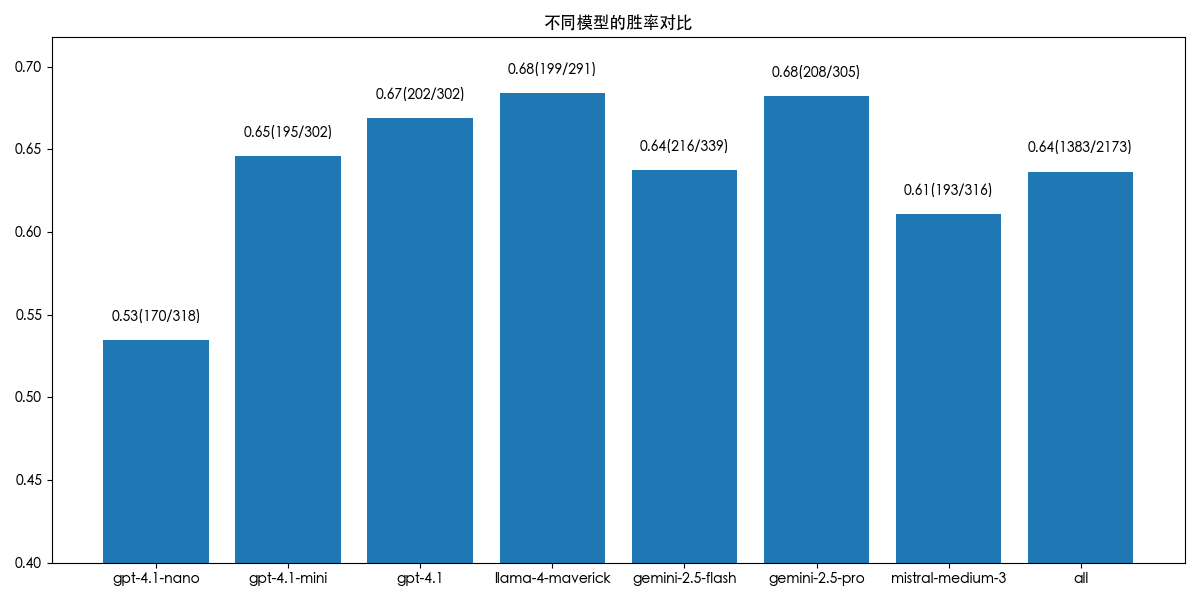 不同模型的胜率对比
0.70
0.65
0.60
0.55
0.50
0.45
0.40
0.53(170/318)
0.65(195/302)
0.67(202/302)
0.68(199/291)
0.64(216/339)
0.68(208/305)
0.61(193/316)
0.64(1383/2173)
gpt-4.1-nano
gpt-4.1-mini
gpt-4.1
llama-4-maverick
gemini-2.5-flash
gemini-2.5-pro
mistral-medium-3
all